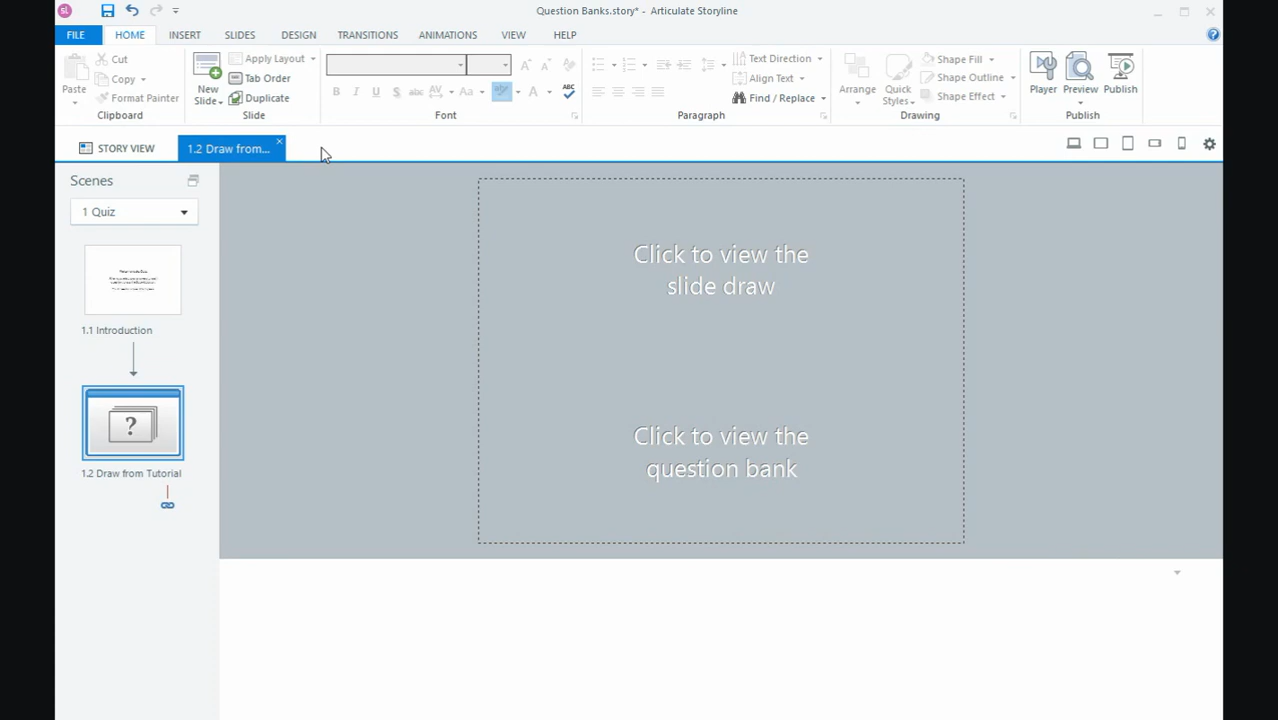 Question Banks.story* - Articulate Storyline
FILE HOME INSERT SLIDES DESIGN TRANSITIONS ANIMATIONS VIEW HELP
Paste
Cut
Copy
Format Painter
Clipboard
New
Slide
Apply Layout
Tab Order
Duplicate
Slide
Font
Text Direction
Align Text
Find / Replace
Paragraph
Arrange
Quick
Styles
Shape Fill
Shape Outline
Shape Effect
Drawing
Player
Preview
Publish
Publish
STORY VIEW
1.2 Draw from...
Scenes
1 Quiz
1.1 Introduction
?
1.2 Draw from Tutorial
Click to view the
slide draw
Click to view the
question bank